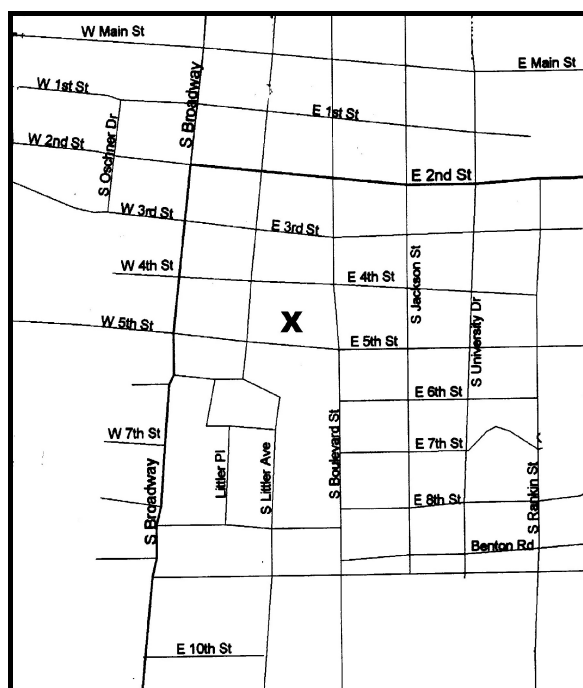 W Main St
E Main St
W 1st St
E 1st St
S Broadway
W 2nd St
S Oschner Dr
E 2nd St
W 3rd St
E 3rd St
W 4th St
E 4th St
S Jackson St
X
W 5th St
E 5th St
S University Dr
E 6th St
W 7th St
E 7th St
Littler Pl
S Littler Ave
S Boulevard St
S Broadway
E 8th St
S Rankin St
Benton Rd
E 10th St